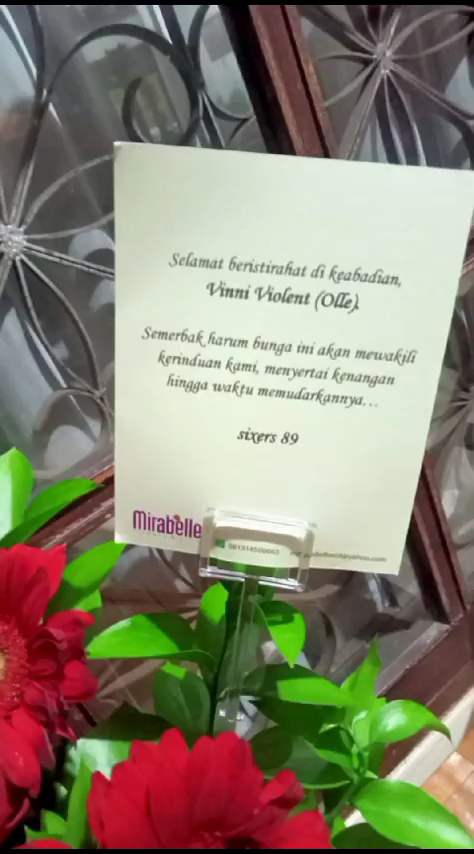 Selamat beristirahat di keabadian,
Vinni Violent (Olle).
Semerbak harum bunga ini akan mewakili
kerinduan kami, menyertai kenangan
hingga waktu memudarkannya...
sixers 89
Mirabelle